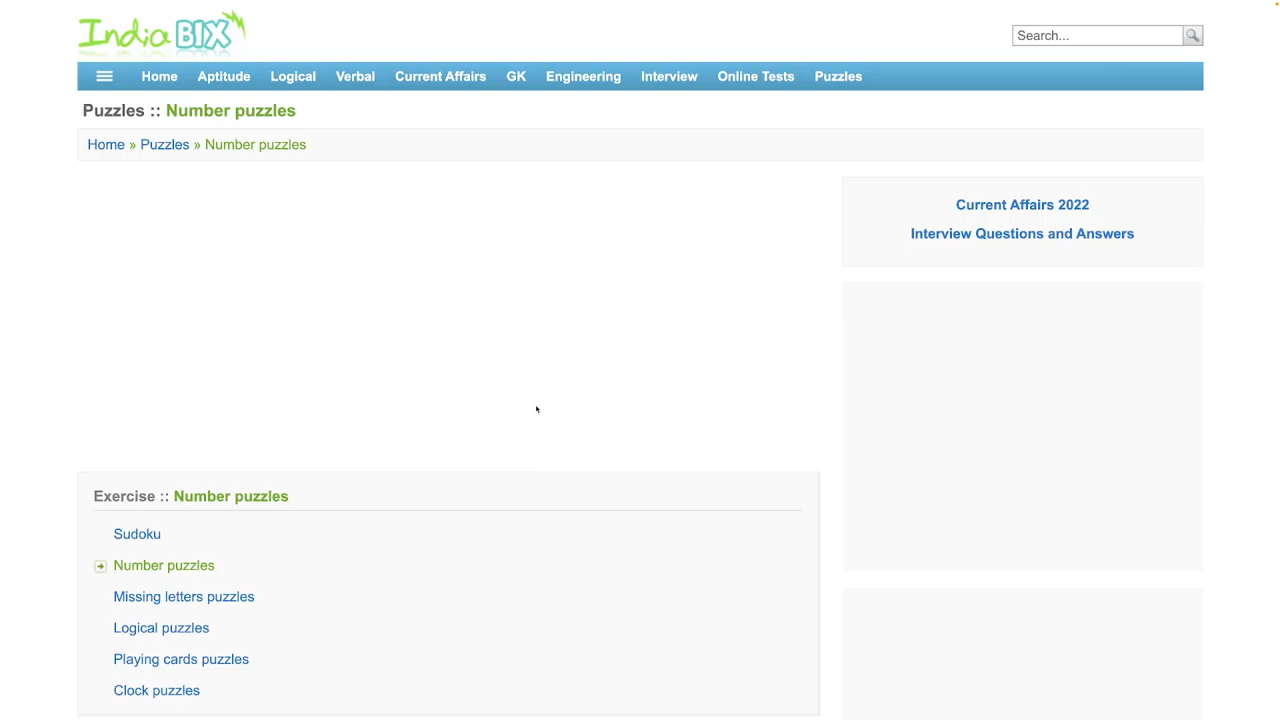 India BIX
Search...
Home Aptitude Logical Verbal Current Affairs GK Engineering Interview Online Tests Puzzles
Puzzles :: Number puzzles
Home » Puzzles » Number puzzles
Current Affairs 2022
Interview Questions and Answers
Exercise :: Number puzzles
Sudoku
Number puzzles
Missing letters puzzles
Logical puzzles
Playing cards puzzles
Clock puzzles